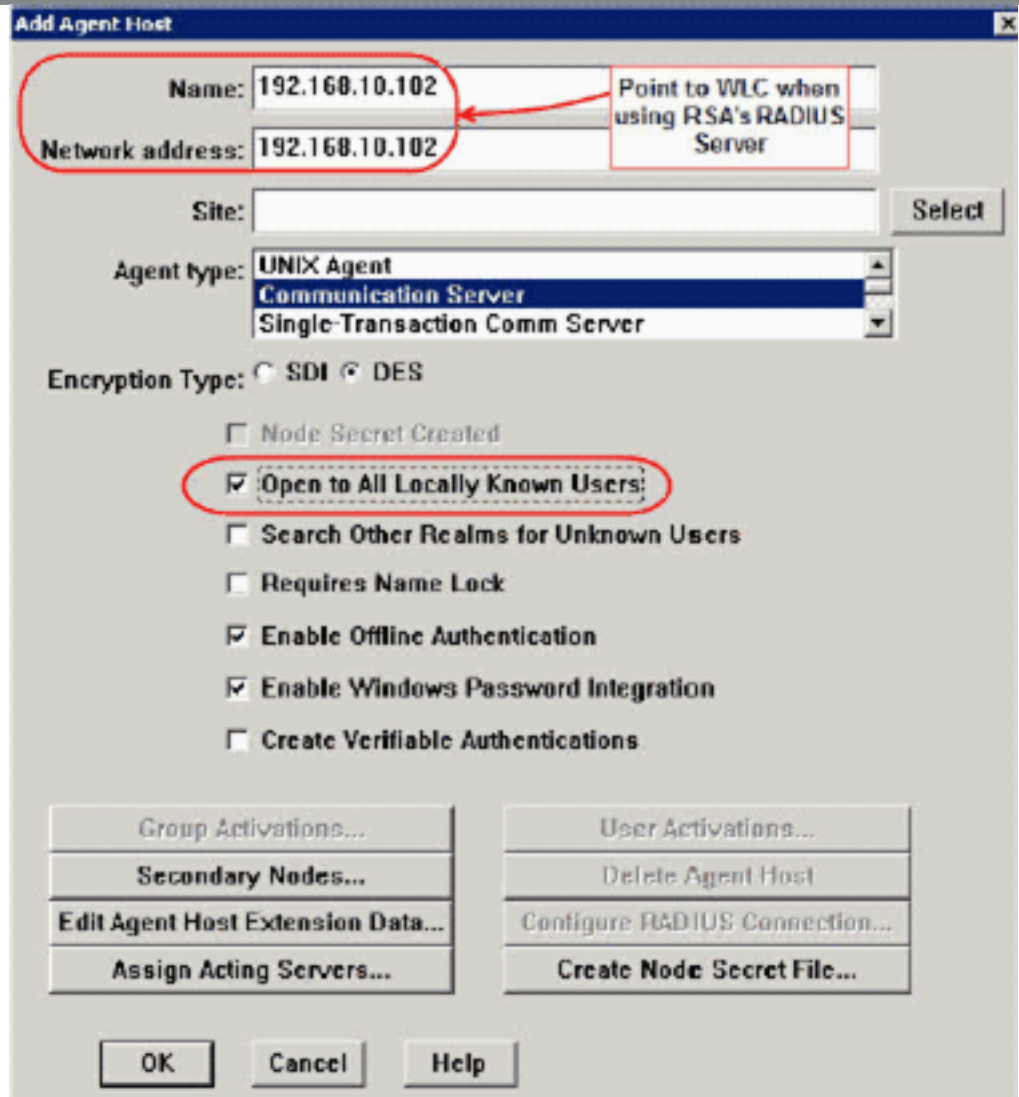 Add Agent Host
Name: 192.168.10.102
Point to WLC when
using RSA's RADIUS
Server
Network address: 192.168.10.102
Site:
Select
Agent type: UNIX Agent
Communication Server
Single-Transaction Comm Server
Encryption Type: SDI DES
Node Secret Created
Open to All Locally Known Users
Search Other Realms for Unknown Users
Requires Name Lock
Enable Offline Authentication
Enable Windows Password Integration
Create Verifiable Authentications
Group Activations... User Activations...
Secondary Nodes... Delete Agent Host
Edit Agent Host Extension Data... Configure RADIUS Connection...
Assign Acting Servers... Create Node Secret File...
OK Cancel Help